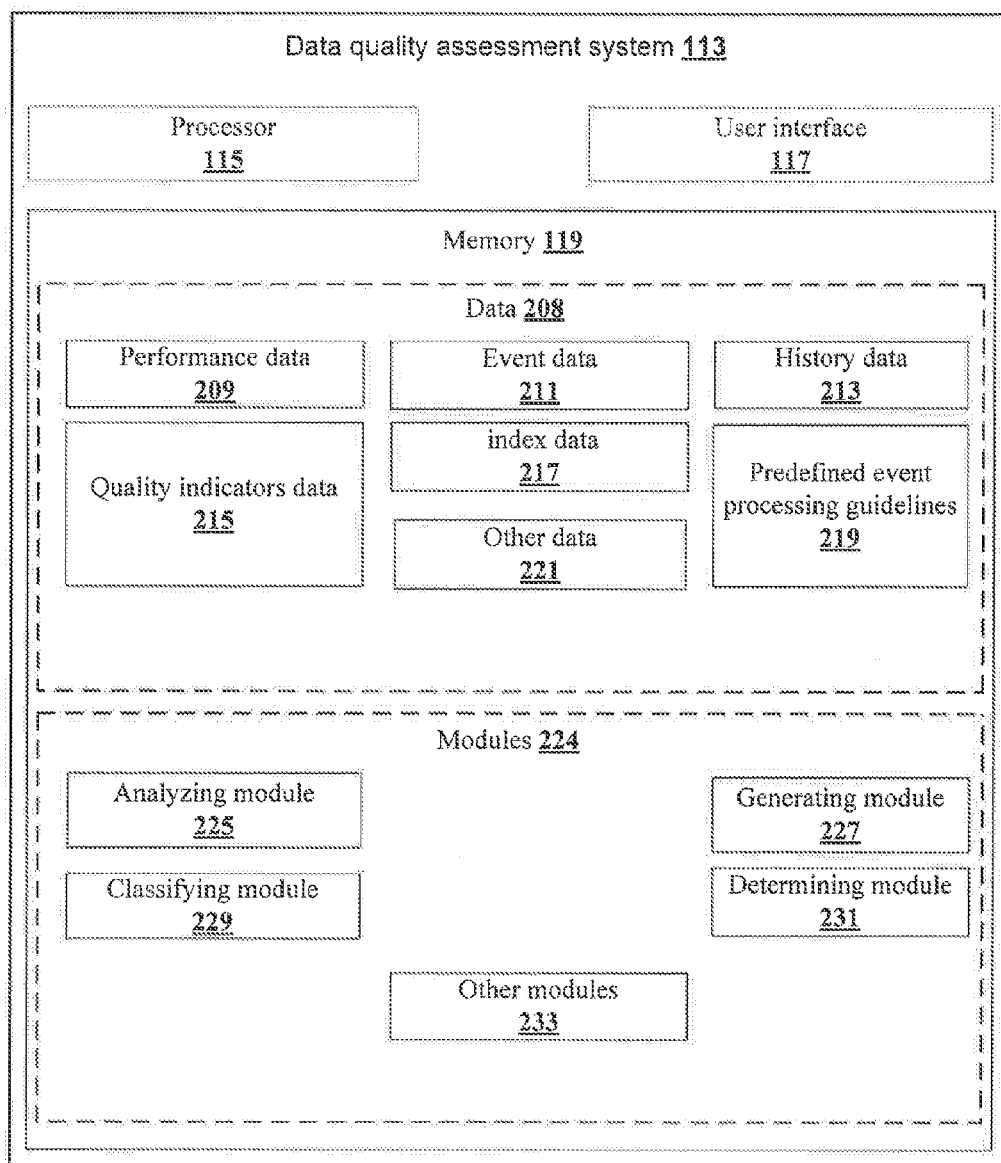 Data quality assessment system 113
Processor
115
User interface
117
Memory 119
Data 208
Performance data
209
Event data
211
History data
213
Quality indicators data
215
index data
217
Predefined event
processing guidelines
219
Other data
221
Modules 224
Analyzing module
225
Generating module
227
Classifying module
229
Determining module
231
Other modules
233